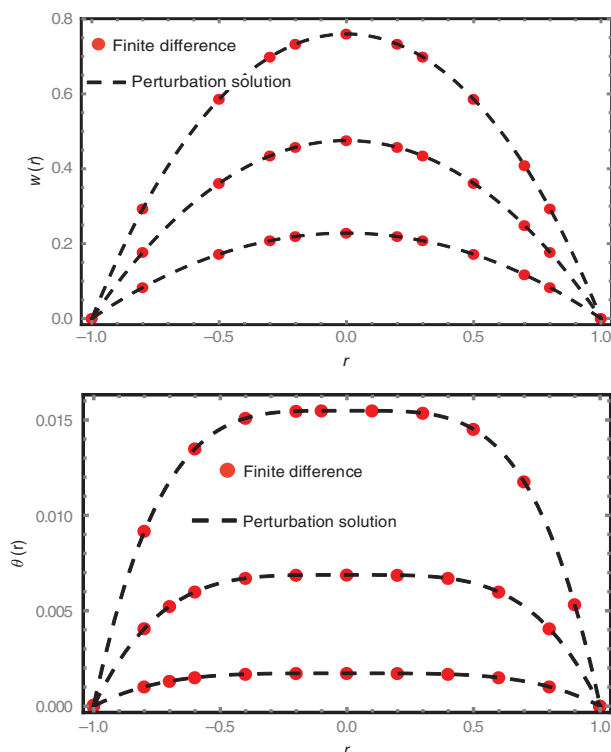 0.8
Finite difference
Perturbation solution
0.6
w (r)
0.4
0.2
0.0
−1.0 −0.5 0.0 0.5 1.0
r
0.015
Finite difference
0.010
Perturbation solution
θ (r)
0.005
0.000
−1.0 −0.5 0.0 0.5 1.0
r